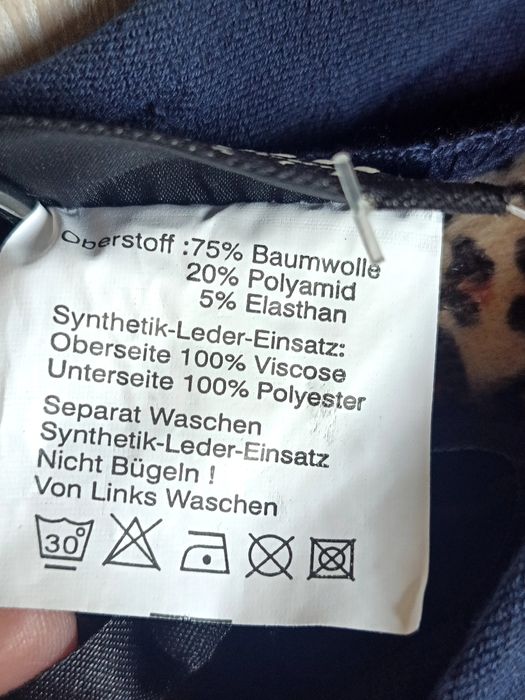 Oberstoff :75% Baumwolle
20% Polyamid
5% Elasthan
Synthetik-Leder-Einsatz:
Oberseite 100% Viscose
Unterseite 100% Polyester
Separat Waschen
Synthetik-Leder-Einsatz
Nicht Bügeln !
Von Links Waschen
30°